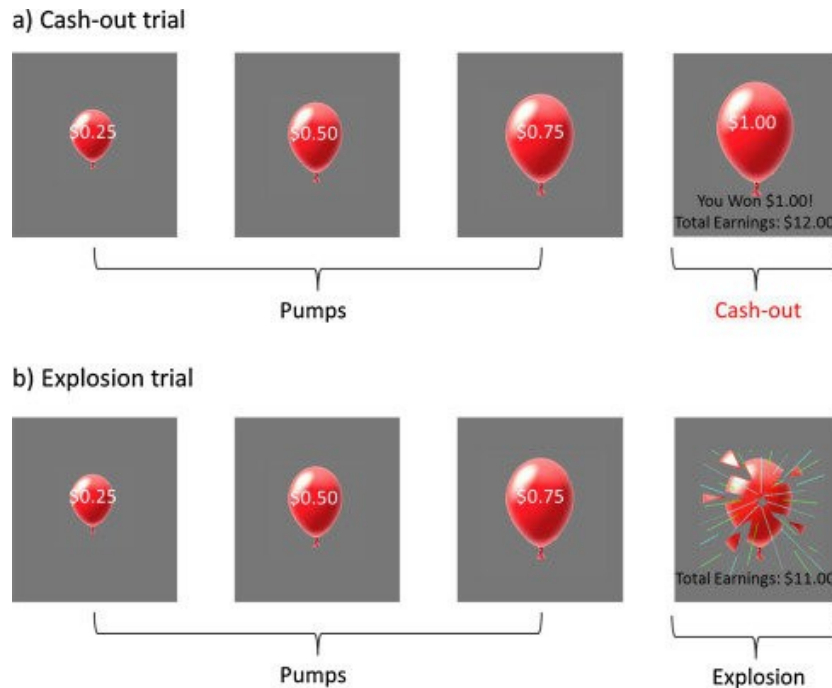 a) Cash-out trial
$0.25
$0.50
$0.75
$1.00
You Won $1.00!
Total Earnings: $12.00
Pumps
Cash-out
b) Explosion trial
$0.25
$0.50
$0.75
Total Earnings: $11.00
Pumps
Explosion